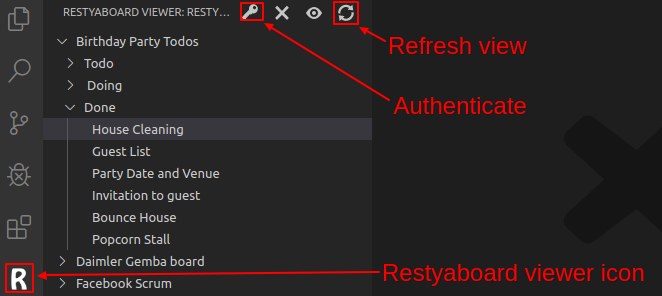 RESTYABOARD VIEWER: RESTY...
Refresh view
Birthday Party Todos
Todo
Doing
Authenticate
Done
House Cleaning
Guest List
Party Date and Venue
Invitation to guest
Bounce House
Popcorn Stall
Daimler Gemba board
R
Restyaboard viewer icon
Facebook Scrum